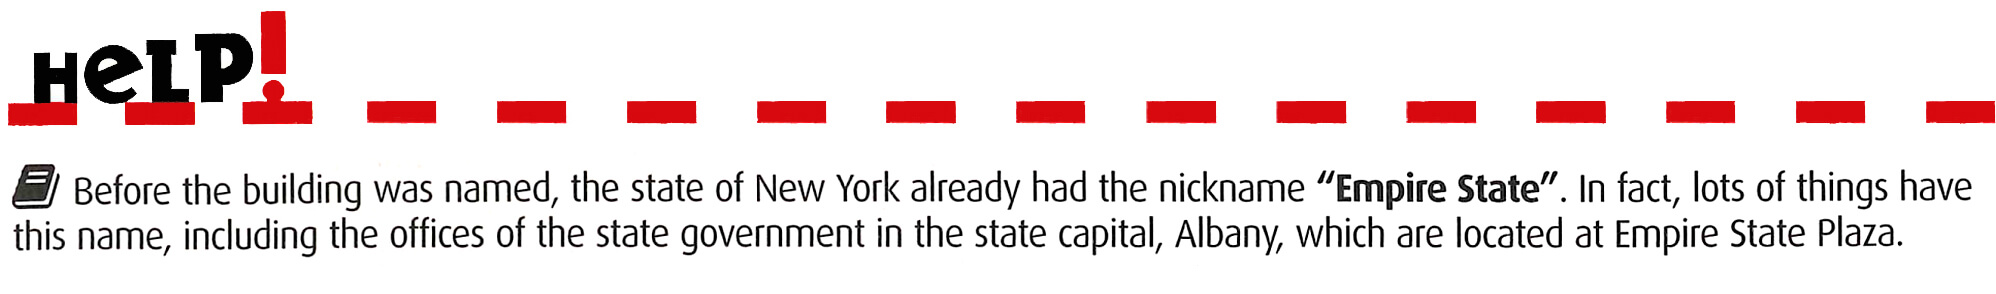 HeLP!
Before the building was named, the state of New York already had the nickname “Empire State”. In fact, lots of things have
this name, including the offices of the state government in the state capital, Albany, which are located at Empire State Plaza.